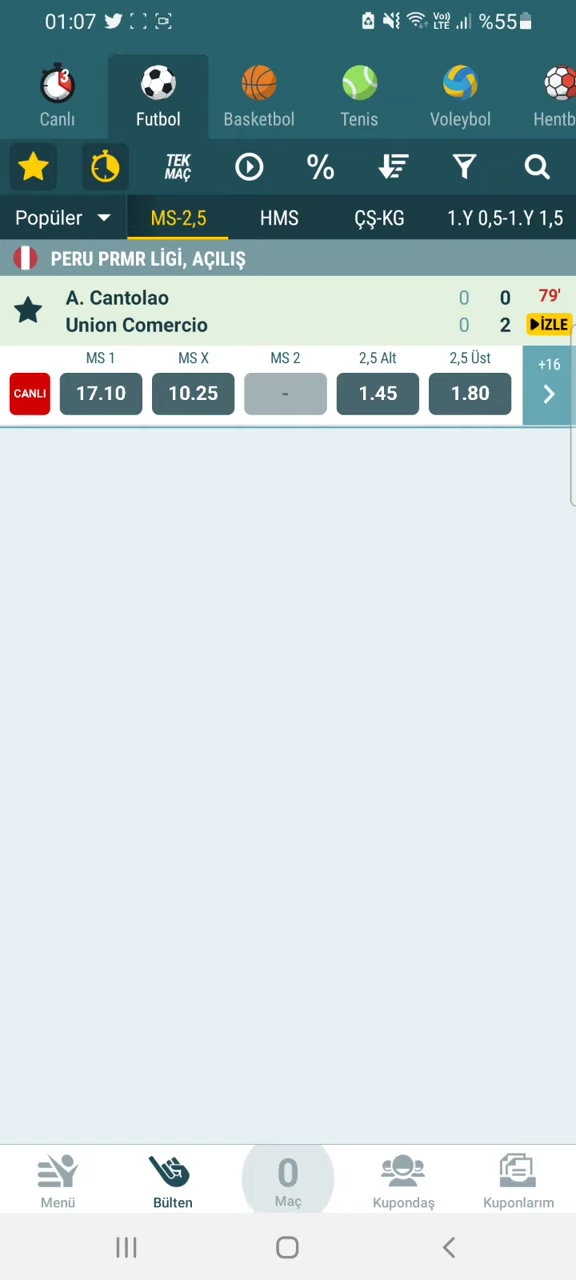 01:07 Vo)) LTE %55
3
Canlı Futbol Basketbol Tenis Voleybol Hentb
TEK MAÇ %
Popüler MS-2,5 HMS ÇŞ-KG 1.Y 0,5-1.Y 1,5
PERU PRMR LİGİ, AÇILIŞ
A. Cantolao 0 0 79'
Union Comercio 0 2 İZLE
MS 1 MS X MS 2 2,5 Alt 2,5 Üst +16
CANLI 17.10 10.25 - 1.45 1.80
0
Menü Bülten Maç Kupondaş Kuponlarım